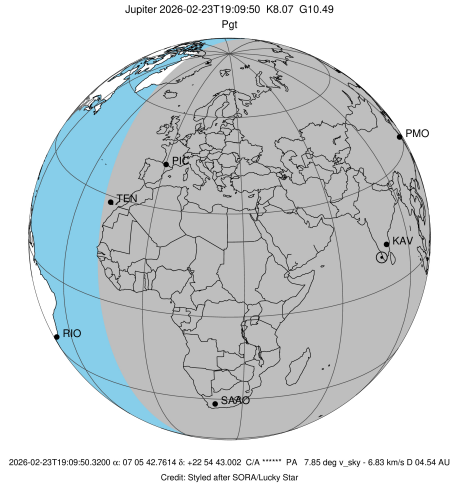 Jupiter 2026-02-23T19:09:50 K8.07 G10.49
Pgt
PMO
PIC
TEN
KAV
RIO
SAAO
2026-02-23T19:09:50.3200 α: 07 05 42.7614 δ: +22 54 43.002 C/A ****** PA 7.85 deg v_sky - 6.83 km/s D 04.54 AU
Credit: Styled after SORA/Lucky Star